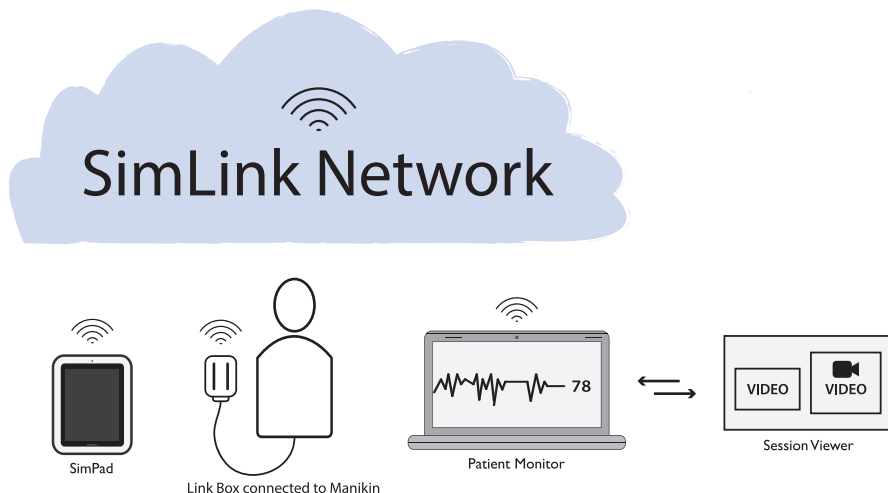 SimLink Network
78
VIDEO
VIDEO
SimPad
Link Box connected to Manikin
Patient Monitor
Session Viewer